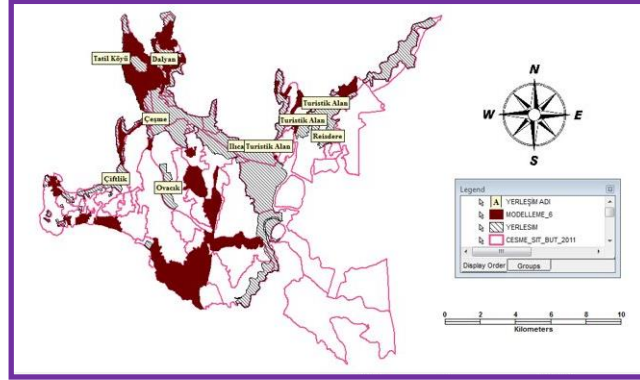 Tatil Köyü
Dalyan
Çeşme
Turistik Alan
Turistik Alan
Reisdere
Ilıca
Turistik Alan
Çiftlik
Ovacık
N
W
E
S
Legend
A YERLEŞİM ADI
MODELLEME_6
YERLESIM
CESME_SIT_BUT_2011
Display Order
Groups
0 2 4 6 8 10
Kilometers